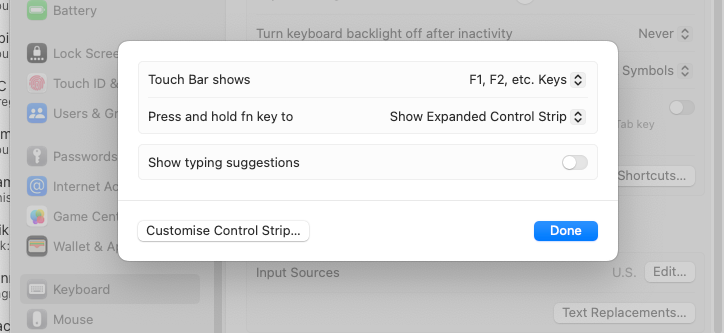 Battery
Turn keyboard backlight off after inactivity Never
Lock Scree
Touch Bar shows F1, F2, etc. Keys
Symbols
Touch ID &
Press and hold fn key to Show Expanded Control Strip
Users & Gr
Tab key
Show typing suggestions
Passwords
Shortcuts...
Internet Ac
Game Cent
Customise Control Strip... Done
Wallet & Ap
Input Sources U.S. Edit...
Keyboard
Text Replacements...
Mouse